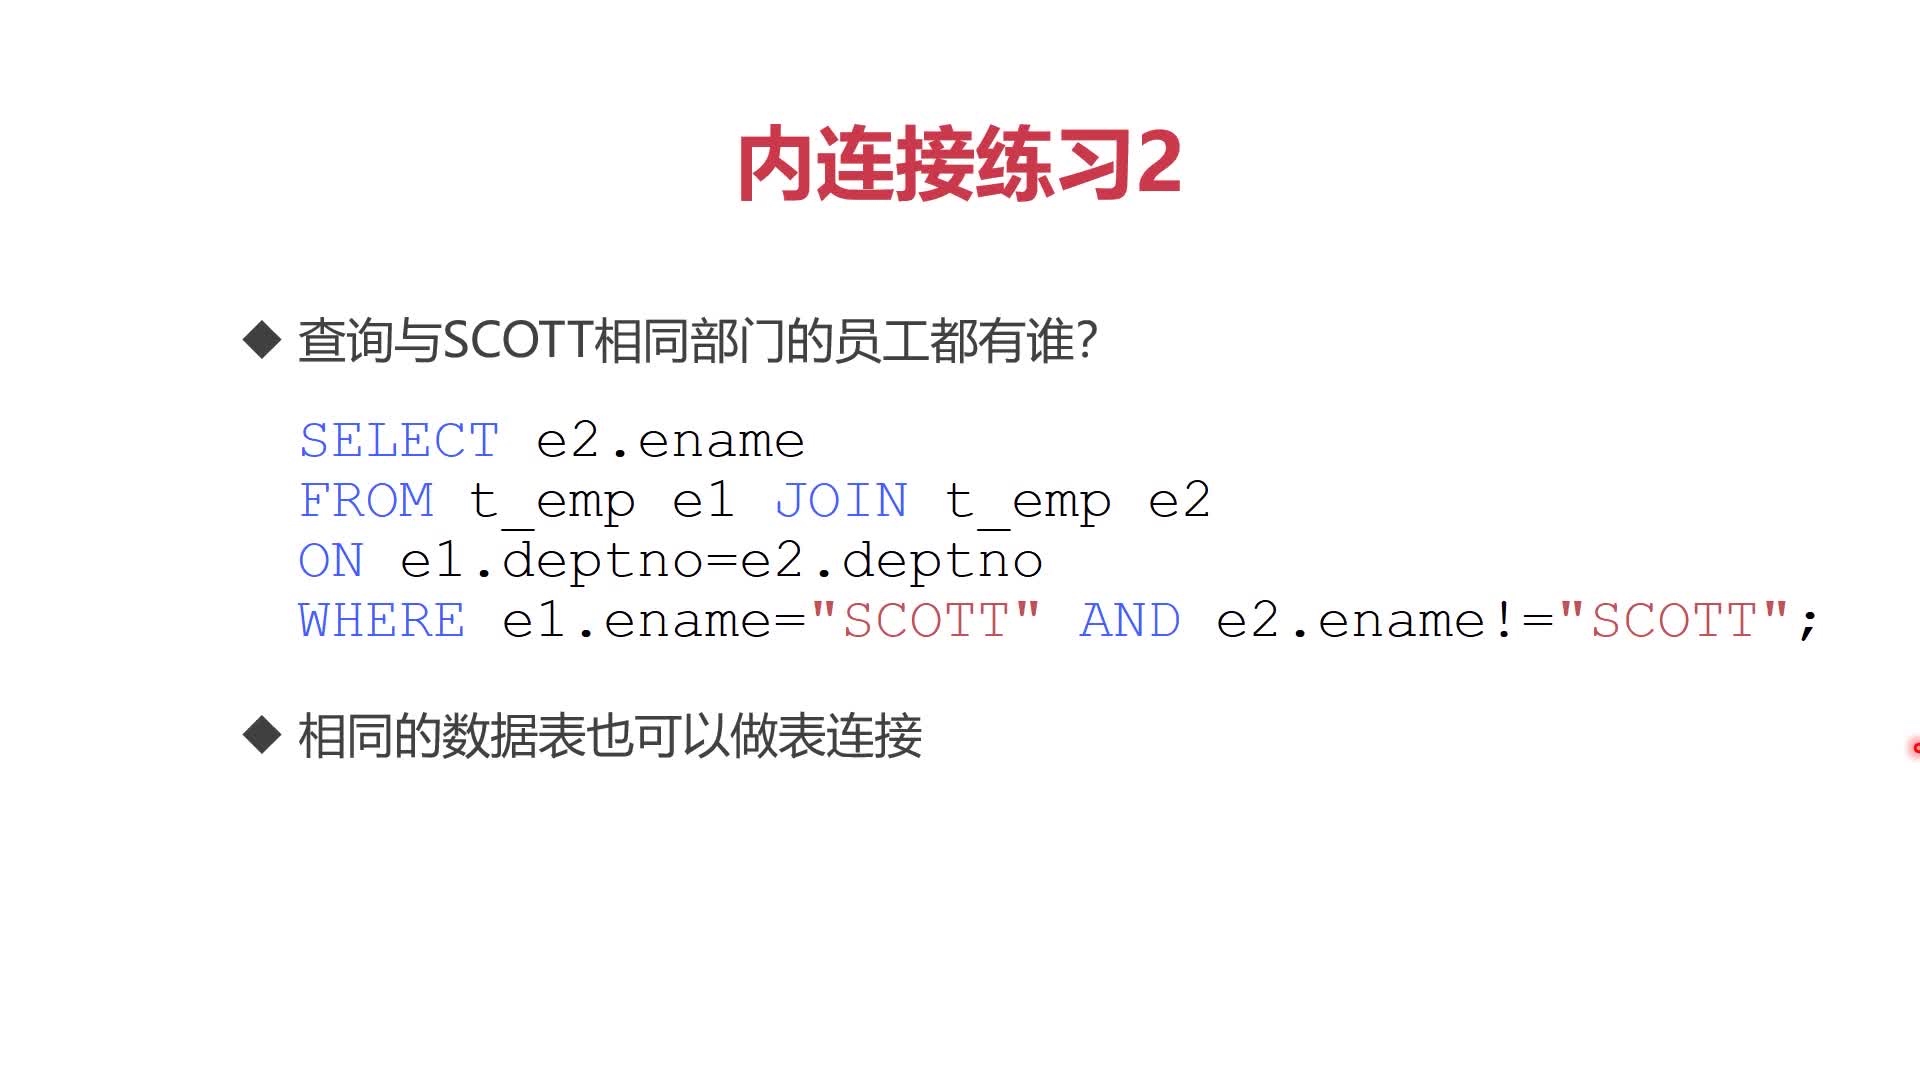 内连接练习2
查询与SCOTT相同部门的员工都有谁?
SELECT e2.ename
FROM t_emp e1 JOIN t_emp e2
ON e1.deptno=e2.deptno
WHERE e1.ename="SCOTT" AND e2.ename!="SCOTT";
相同的数据表也可以做表连接